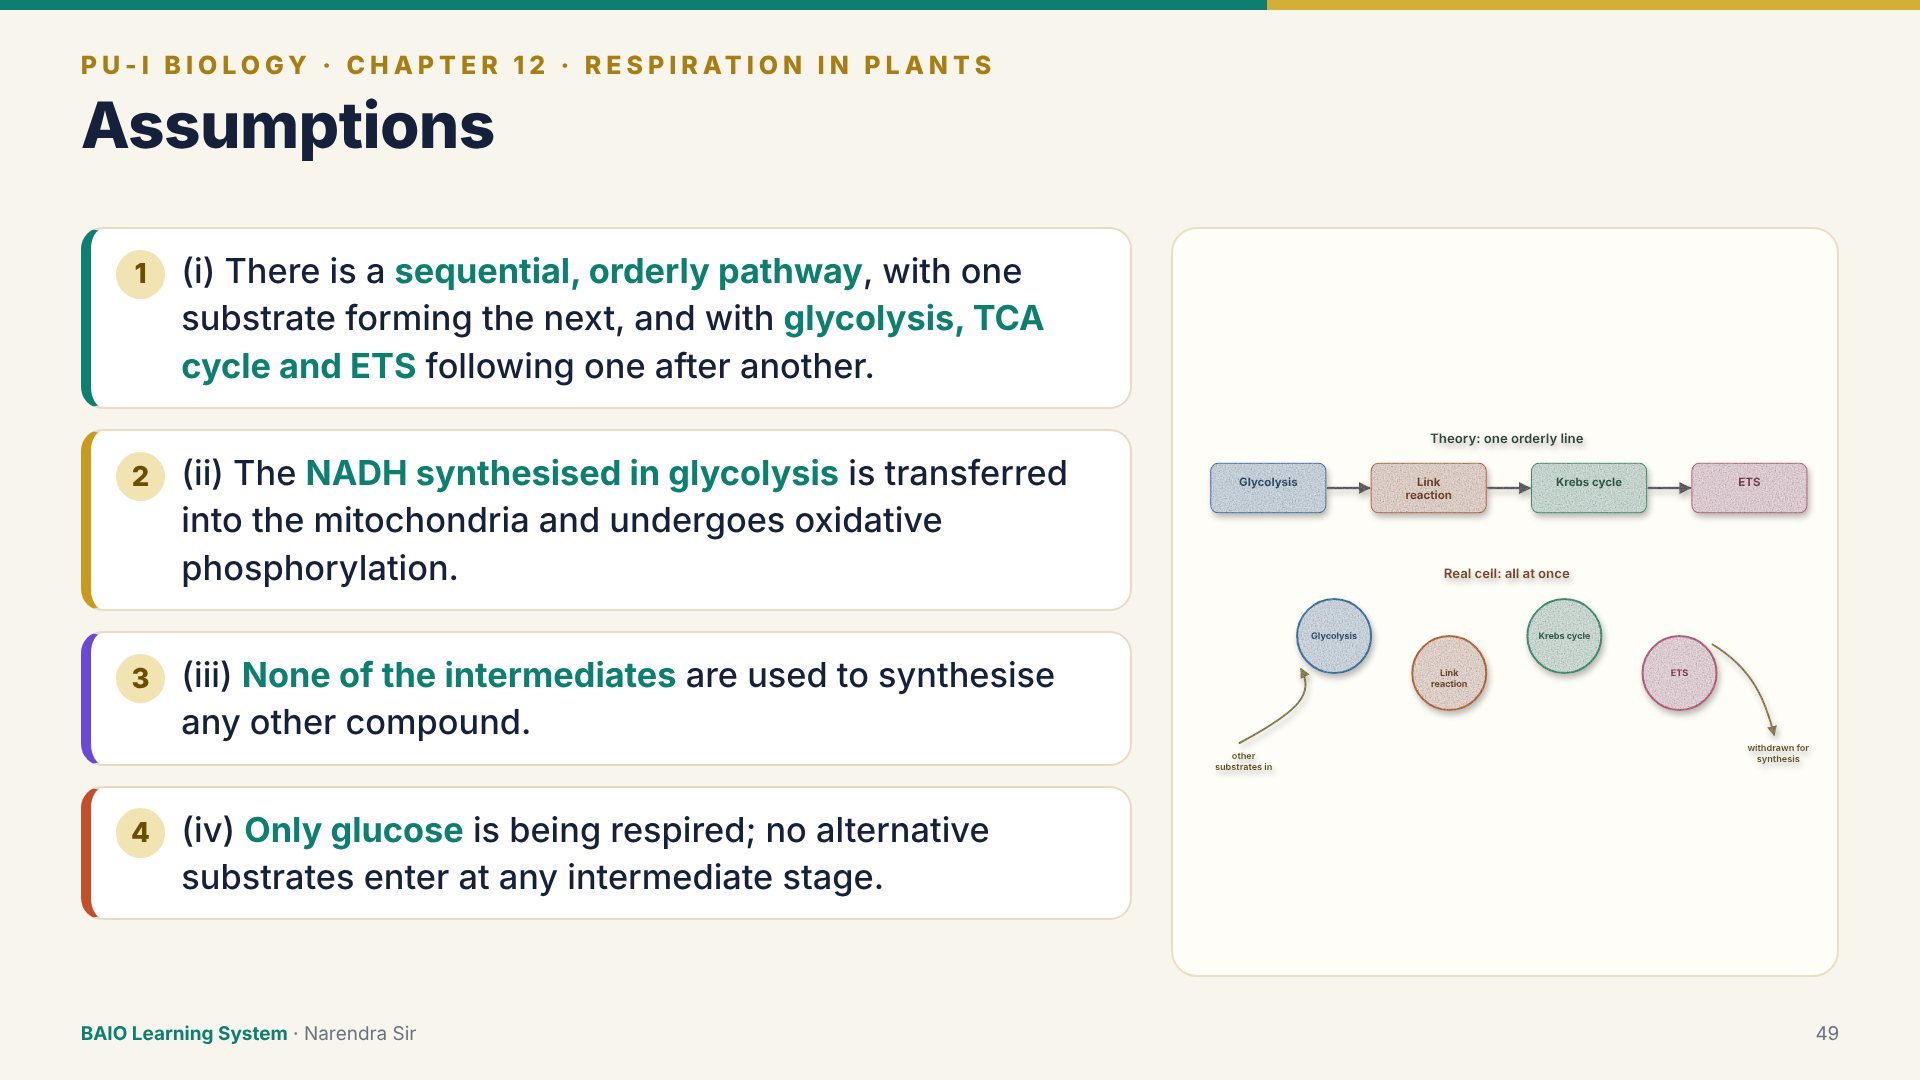 PU-I BIOLOGY · CHAPTER 12 · RESPIRATION IN PLANTS
Assumptions
1
(i) There is a sequential, orderly pathway, with one
substrate forming the next, and with glycolysis, TCA
cycle and ETS following one after another.
2
(ii) The NADH synthesised in glycolysis is transferred
into the mitochondria and undergoes oxidative
phosphorylation.
3
(iii) None of the intermediates are used to synthesise
any other compound.
4
(iv) Only glucose is being respired; no alternative
substrates enter at any intermediate stage.
Theory: one orderly line
Glycolysis
Link
reaction
Krebs cycle
ETS
Real cell: all at once
Glycolysis
Link
reaction
Krebs cycle
ETS
other
substrates in
withdrawn for
synthesis
BAIO Learning System · Narendra Sir
49